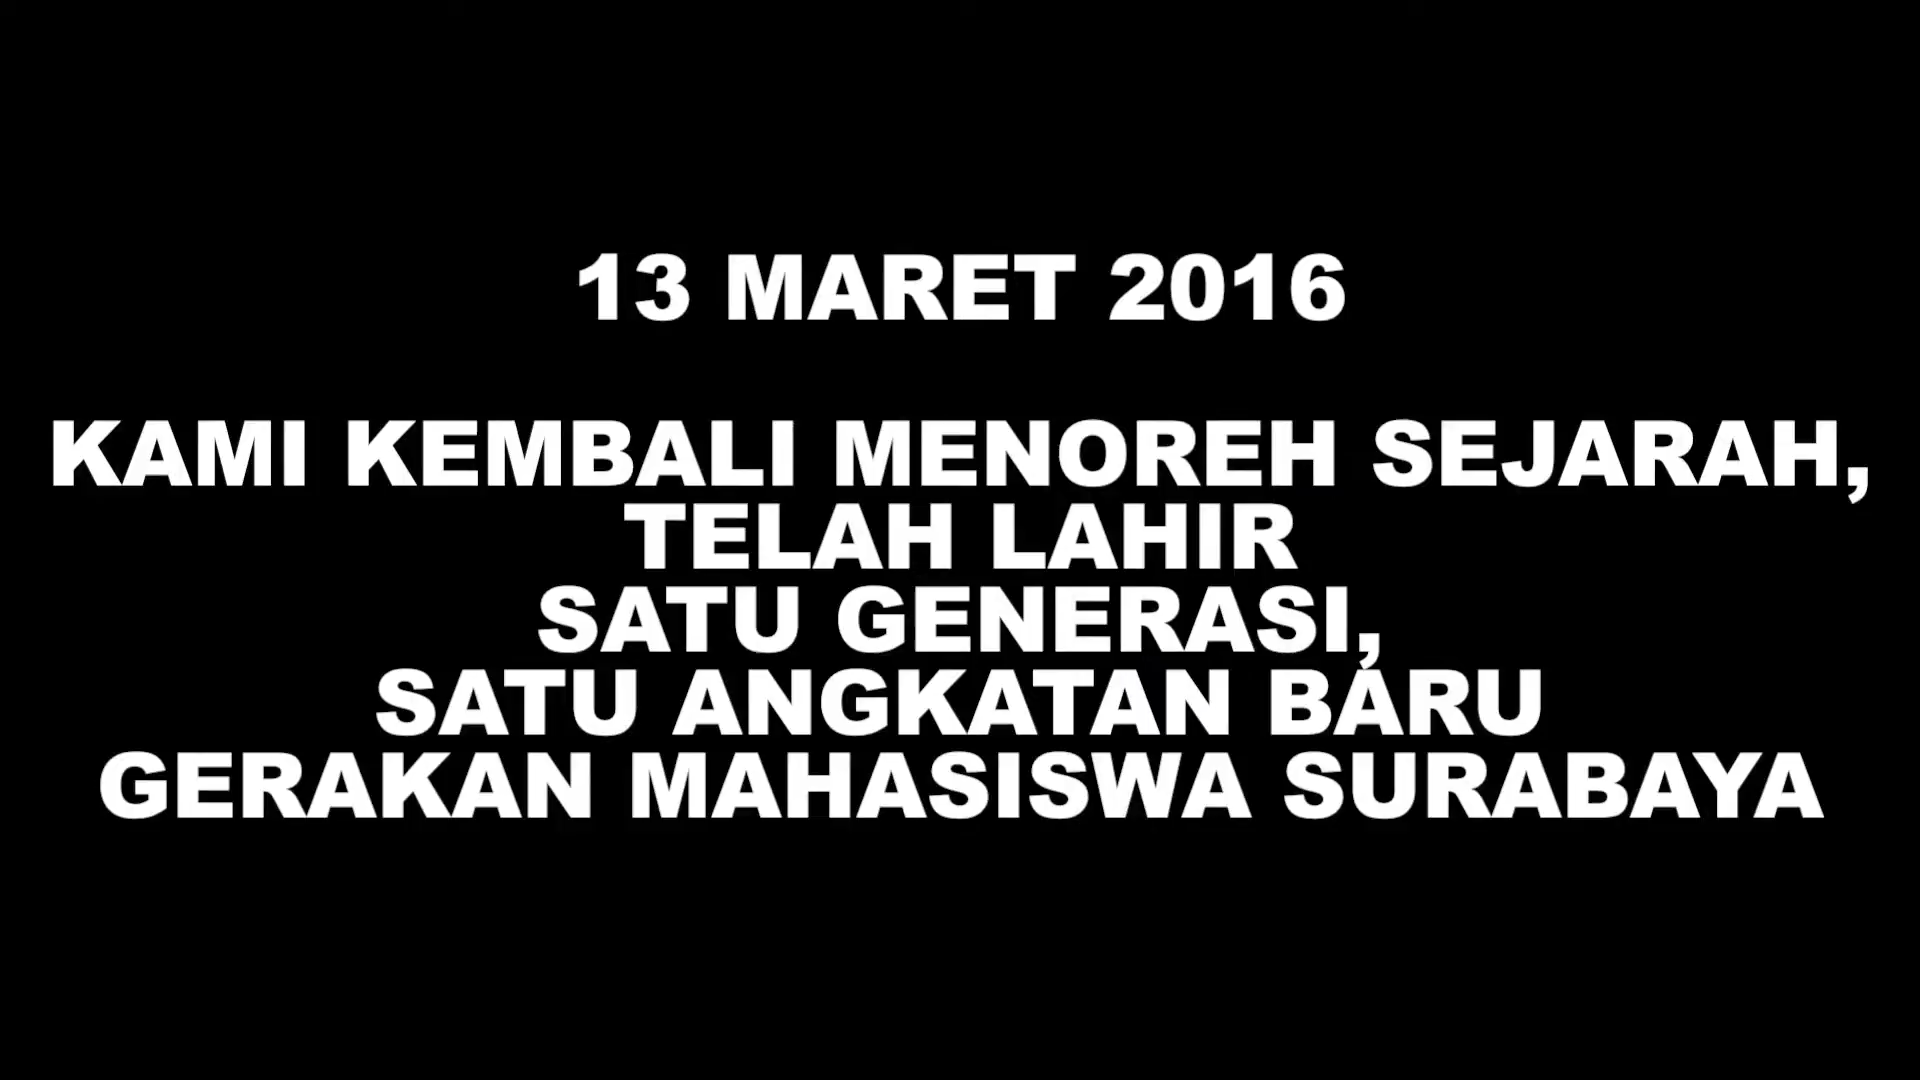 13 MARET 2016
KAMI KEMBALI MENOREH SEJARAH,
TELAH LAHIR
SATU GENERASI,
SATU ANGKATAN BARU
GERAKAN MAHASISWA SURABAYA